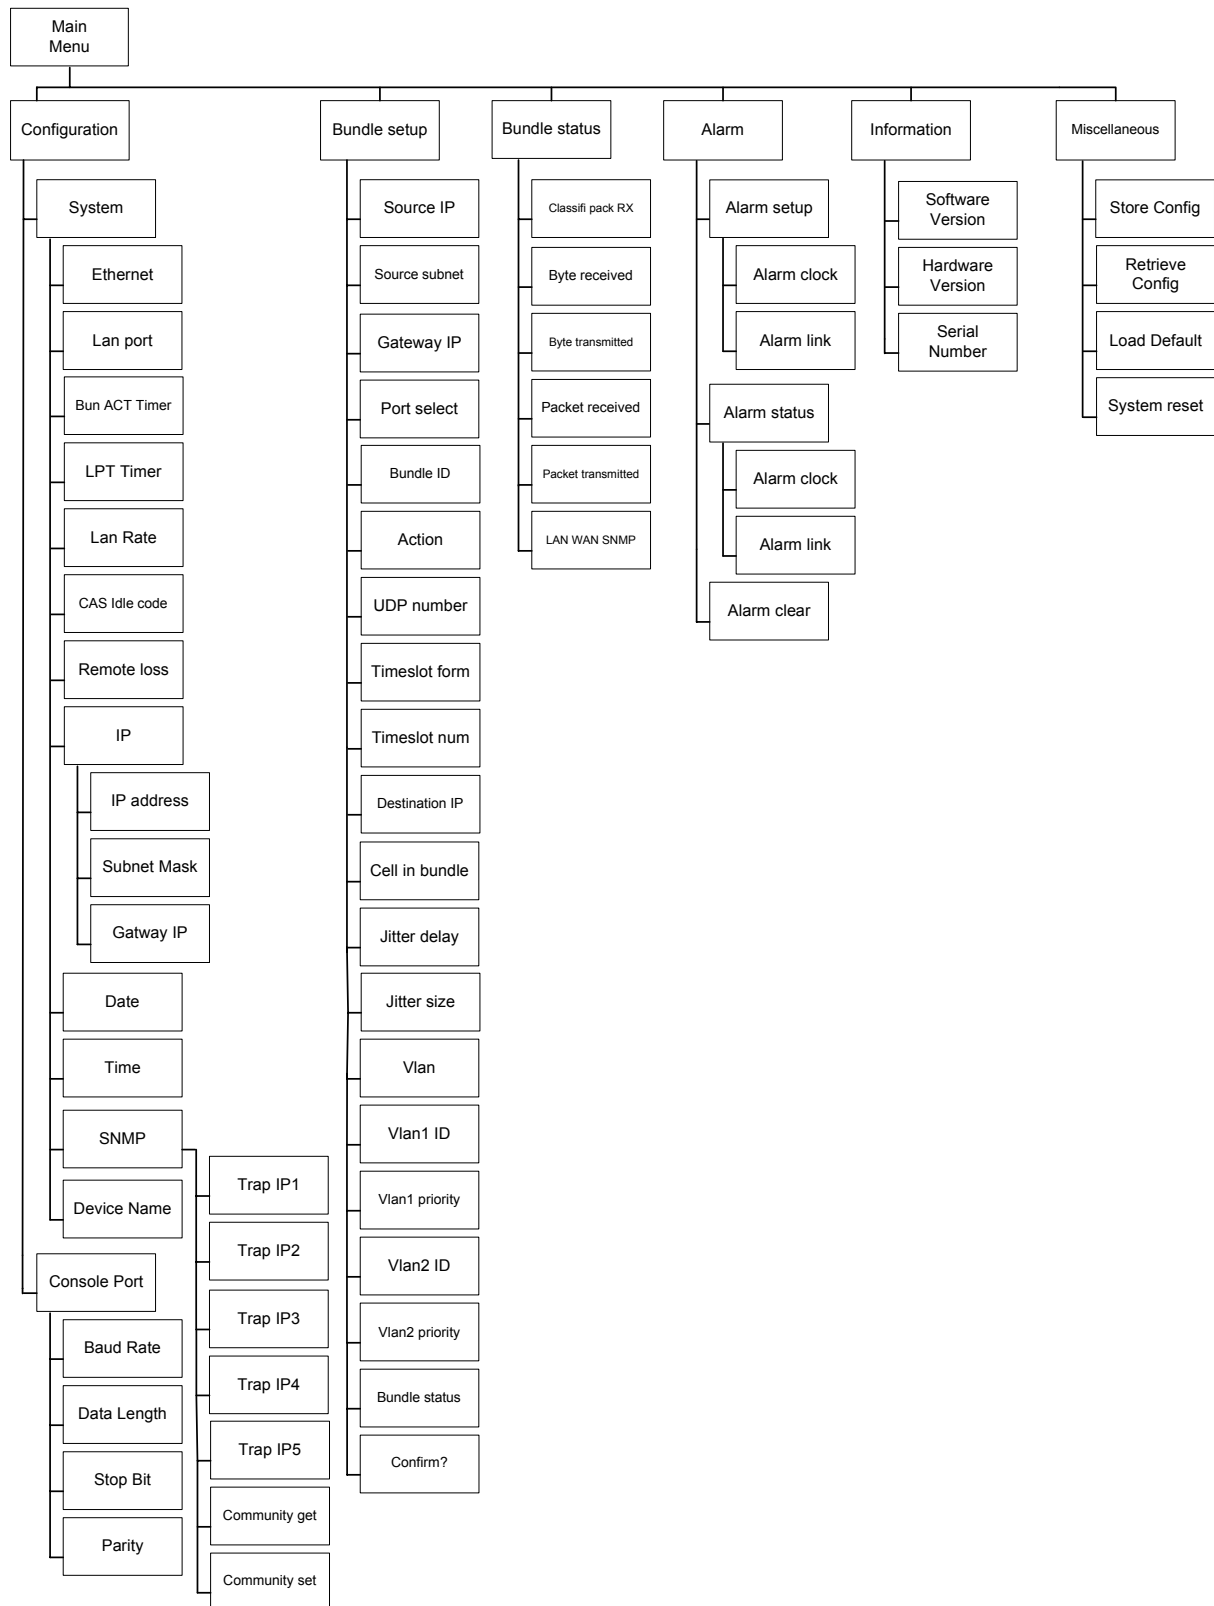 Main
Menu
Configuration
System
Ethernet
Lan port
Bun ACT Timer
LPT Timer
Lan Rate
CAS Idle code
Remote loss
IP
IP address
Subnet Mask
Gatway IP
Date
Time
SNMP
Trap IP1
Trap IP2
Trap IP3
Trap IP4
Trap IP5
Community get
Community set
Device Name
Console Port
Baud Rate
Data Length
Stop Bit
Parity
Bundle setup
Source IP
Source subnet
Gateway IP
Port select
Bundle ID
Action
UDP number
Timeslot form
Timeslot num
Destination IP
Cell in bundle
Jitter delay
Jitter size
Vlan
Vlan1 ID
Vlan1 priority
Vlan2 ID
Vlan2 priority
Bundle status
Confirm?
Bundle status
Classifi pack RX
Byte received
Byte transmitted
Packet received
Packet transmitted
LAN WAN SNMP
Alarm
Alarm setup
Alarm clock
Alarm link
Alarm status
Alarm clock
Alarm link
Alarm clear
Information
Software
Version
Hardware
Version
Serial
Number
Miscellaneous
Store Config
Retrieve
Config
Load Default
System reset